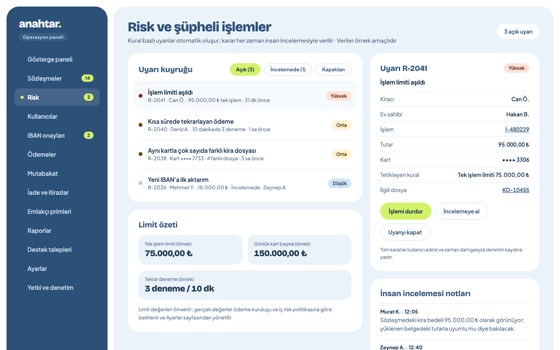 anahtar.
Operasyon paneli
Gösterge paneli
Sözleşmeler 14
Risk 3
Kullanıcılar
IBAN onayları 2
Ödemeler
Mutabakat
İade ve itirazlar
Emlakçı primleri
Raporlar
Destek talepleri
Ayarlar
Yetki ve denetim
Risk ve şüpheli işlemler
Kural bazlı uyarılar otomatik oluşur; karar her zaman insan incelemesiyle verilir · Veriler örnek amaçlıdır
3 açık uyarı
Uyarı kuyruğu
Açık (3) İncelemede (1) Kapatılan
İşlem limiti aşıldı
R-2041 · Can Ö. · 95.000,00 ₺ tek işlem · 31 dk önce
Yüksek
Kısa sürede tekrarlayan ödeme
R-2040 · Deniz A. · 10 dakikada 3 deneme · 1 sa önce
Orta
Aynı kartla çok sayıda farklı kira dosyası
R-2038 · Kart •••• 7733 · 4 farklı dosya · 3 sa önce
Orta
Yeni IBAN'a ilk aktarım
R-2036 · Mehmet Y. · 18.000,00 ₺ · İncelemede · Zeynep A.
Düşük
Limit özeti
Tek işlem limiti (örnek)
75.000,00 ₺
Günlük kart başına (örnek)
150.000,00 ₺
Tekrar deneme (örnek)
3 deneme / 10 dk
Limit değerleri örnektir; gerçek değerler ödeme kuruluşu ve iç risk politikasına göre
belirlenir ve Ayarlar sayfasından yönetilir.
Uyarı R-2041
Yüksek
İşlem limiti aşıldı
Kiracı Can Ö.
Ev sahibi Hakan B.
İşlem İ-480229
Tutar 95.000,00 ₺
Kart •••• 3306
Tetiklenen kural Tek işlem limiti 75.000,00 ₺
İlgili dosya KD-10455
İşlemi durdur İncelemeye al
Uyarıyı kapat
Tüm kararlar kullanıcı adınız ve zaman damgasıyla denetim kaydına
yazılır.
İnsan incelemesi notları
Murat K. · 12:05
Sözleşmedeki kira bedeli 95.000,00 ₺ olarak görünüyor;
yüklenen belgedeki tutarla uyumlu mu diye bakılacak.
Zeynep A. · 12:40